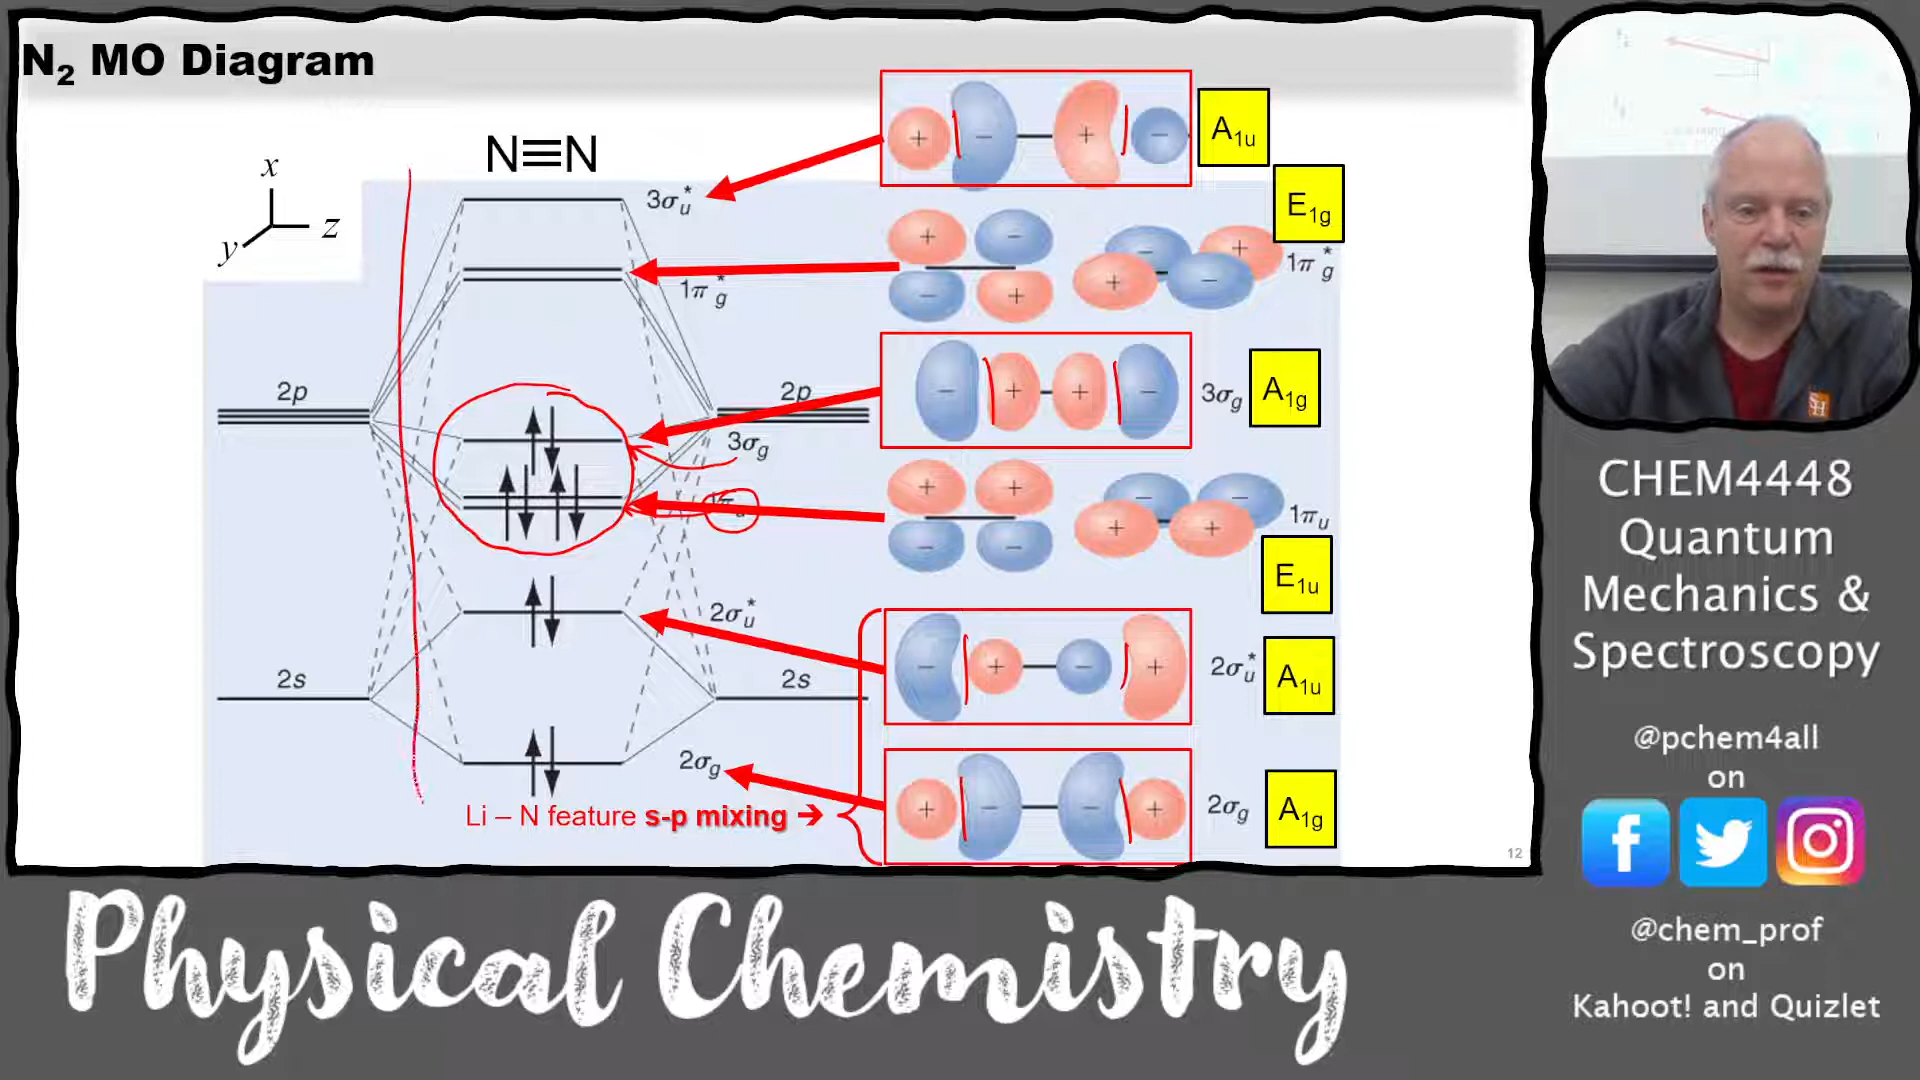 N₂ MO Diagram
N≡N
x
y
z
3σᵤ*
1π*g
2p
2p
3σg
1πᵤ
2σᵤ*
2s
2s
2σg
Li – N feature s-p mixing ➔
+ − + −
A₁ᵤ
E₁g
+ − − + + + −
1π*g
− + + −
3σg
A₁g
+ + − − − − + +
1πᵤ
E₁ᵤ
− + − +
2σᵤ*
A₁ᵤ
+ − − +
2σg
A₁g
12
CHEM4448
Quantum
Mechanics &
Spectroscopy
@pchem4all
on
@chem_prof
on
Kahoot! and Quizlet
Physical Chemistry